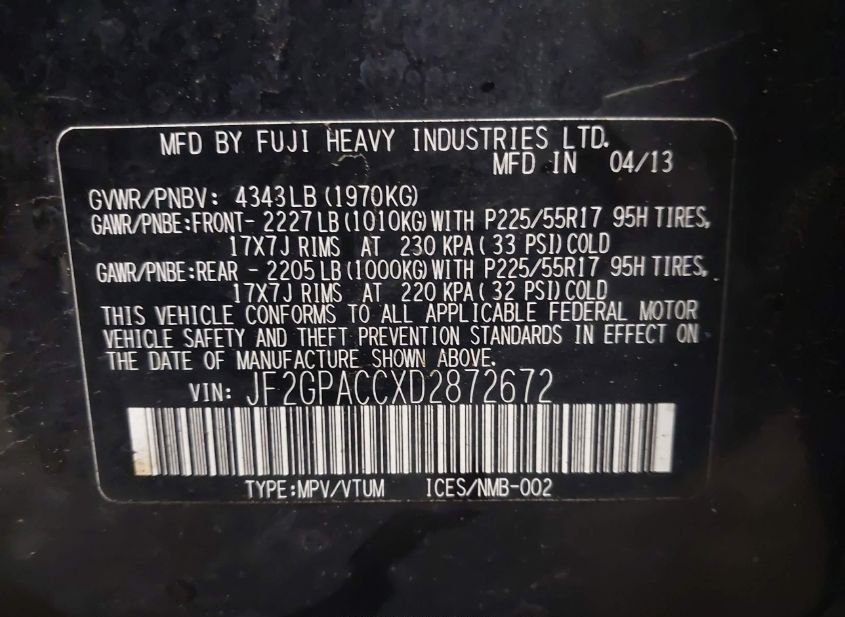 MFD BY FUJI HEAVY INDUSTRIES LTD.
MFD IN 04/13
GVWR/PNBV: 4343LB (1970KG)
GAWR/PNBE:FRONT- 2227LB(1010KG)WITH P225/55R17 95H TIRES,
17X7J RIMS AT 230 KPA( 33 PSI)COLD
GAWR/PNBE:REAR - 2205LB(1000KG)WITH P225/55R17 95H TIRES,
17X7J RIMS AT 220 KPA( 32 PSI)COLD
THIS VEHICLE CONFORMS TO ALL APPLICABLE FEDERAL MOTOR
VEHICLE SAFETY AND THEFT PREVENTION STANDARDS IN EFFECT ON
THE DATE OF MANUFACTURE SHOWN ABOVE.
VIN: JF2GPACCXD2872672
TYPE:MPV/VTUM ICES/NMB-002